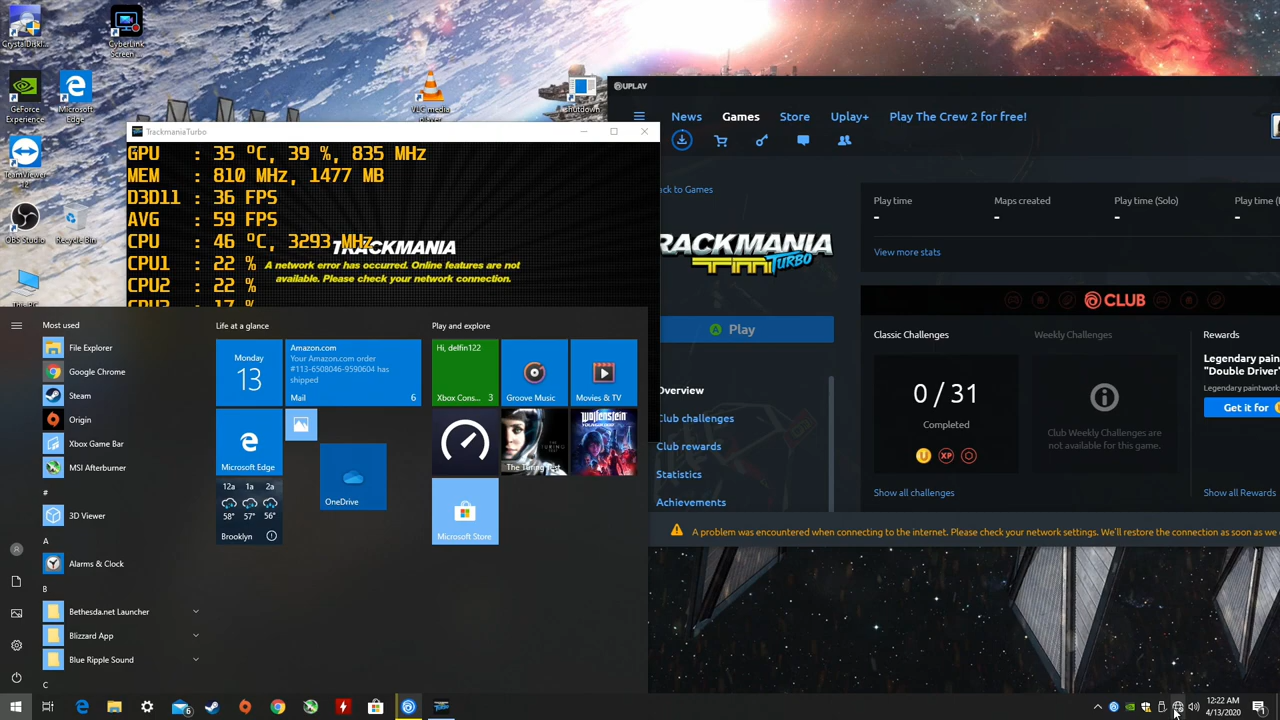 CrystalDiskI...
CyberLink
Screen...
GeForce
Experience
Microsoft
Edge
VLC media
player
shutdown
TeamViewer
12
OBS Studio
Recycle Bin
This PC
TrackmaniaTurbo
GPU : 35 °C, 39 %, 835 MHz
MEM : 810 MHz, 1477 MB
D3D11 : 36 FPS
AVG : 59 FPS
CPU : 46 °C, 3293 MHz
CPU1 : 22 %
CPU2 : 22 %
CPU3 : 17 %
TRACKMANIA
A network error has occurred. Online features are not
available. Please check your network connection.
UPLAY
News
Games
Store
Uplay+
Play The Crew 2 for free!
ack to Games
RACKMANIA
TURBO
Play
Overview
Club challenges
Club rewards
Statistics
Achievements
Play time
-
Maps created
-
Play time (Solo)
-
Play time (
-
View more stats
CLUB
Classic Challenges
0 / 31
Completed
U
XP
Show all challenges
Weekly Challenges
Club Weekly Challenges are
not available for this game.
Rewards
Legendary pain
"Double Driver"
Legendary paintwork
Get it for
Show all Rewards
A problem was encountered when connecting to the internet. Please check your network settings. We'll restore the connection as soon as we
Most used
File Explorer
Google Chrome
Steam
Origin
Xbox Game Bar
MSI Afterburner
#
3D Viewer
A
Alarms & Clock
B
Bethesda.net Launcher
Blizzard App
Blue Ripple Sound
C
Life at a glance
Monday
13
Amazon.com
Your Amazon.com order
#113-6508046-9590604 has
shipped
Mail 6
Microsoft Edge
OneDrive
12a 1a 2a
58° 57° 56°
Brooklyn
Play and explore
Hi, delfin122
Xbox Cons... 3
Groove Music
Movies & TV
The Turing Test
Wolfenstein
YOUNGBLOOD
Microsoft Store
6
12:22 AM
4/13/2020
1